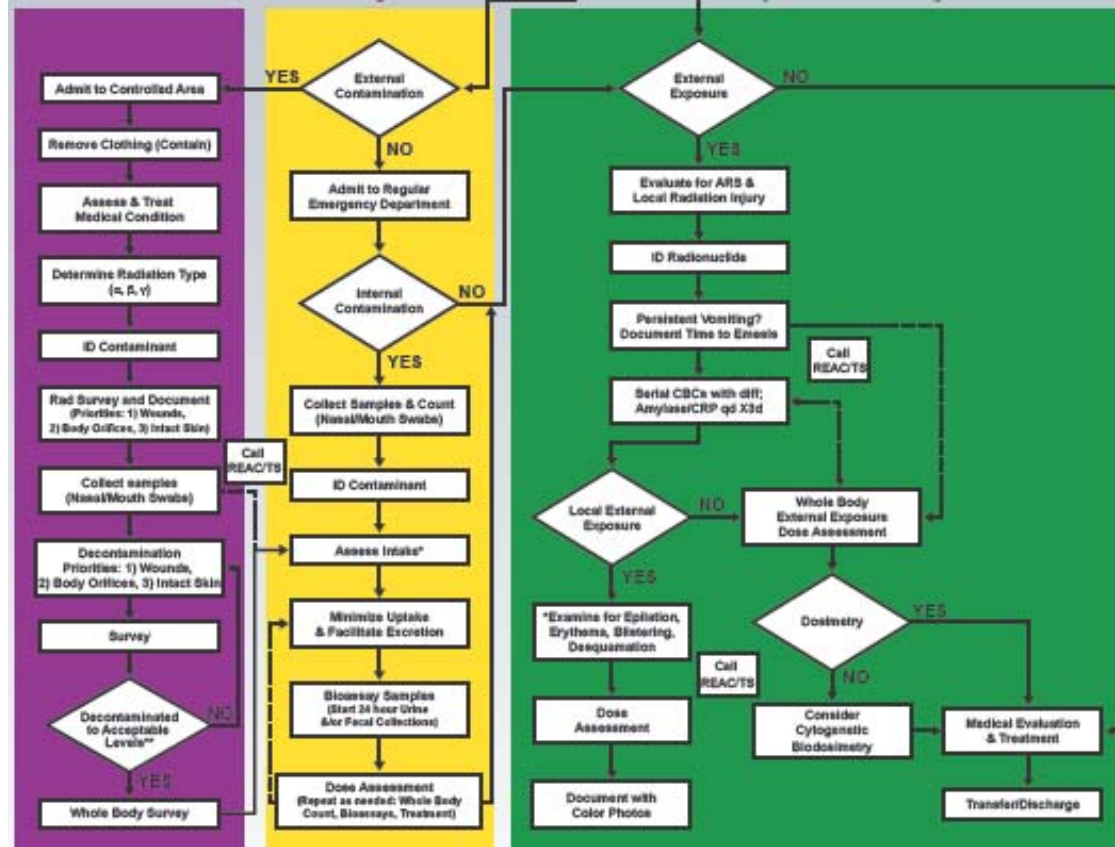 YES
Admit to Controlled Area
Remove Clothing (Contain)
Assess & Treat
Medical Condition
Determine Radiation Type
(α, β, γ)
ID Contaminant
Rad Survey and Document
(Priorities: 1) Wounds,
2) Body Orifices, 3) Intact Skin)
Collect samples
(Nasal/Mouth Swabs)
Decontamination
Priorities: 1) Wounds,
2) Body Orifices, 3) Intact Skin
Survey
Decontaminated
to Acceptable
Levels**
NO
YES
Whole Body Survey
Call
REAC/TS
External
Contamination
NO
Admit to Regular
Emergency Department
Internal
Contamination
NO
YES
Collect Samples & Count
(Nasal/Mouth Swabs)
ID Contaminant
Assess Intake*
Minimize Uptake
& Facilitate Excretion
Bioassay Samples
(Start 24 hour Urine
&/or Fecal Collections)
Dose Assessment
(Repeat as needed: Whole Body
Count, Bioassays, Treatment)
External
Exposure
NO
YES
Evaluate for ARS &
Local Radiation Injury
ID Radionuclide
Persistent Vomiting?
Document Time to Emesis
Call
REAC/TS
Serial CBCs with diff;
Amylase/CRP qd X3d
Local External
Exposure
NO
Whole Body
External Exposure
Dose Assessment
YES
*Examine for Epilation,
Erythema, Blistering,
Desquamation
Call
REAC/TS
Dose
Assessment
Document with
Color Photos
Dosimetry
YES
NO
Consider
Cytogenetic
Biodosimetry
Medical Evaluation
& Treatment
Transfer/Discharge